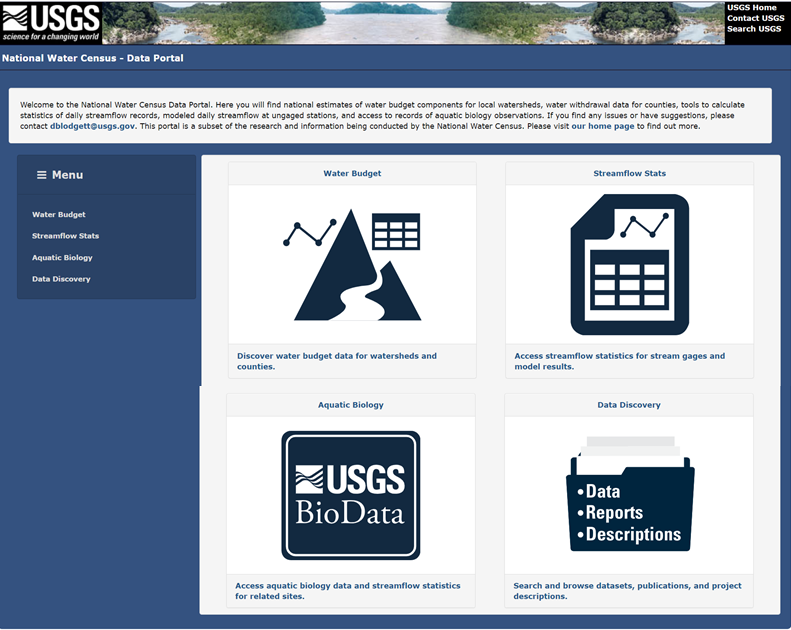 USGS
science for a changing world
USGS Home
Contact USGS
Search USGS
National Water Census - Data Portal
Welcome to the National Water Census Data Portal. Here you will find national estimates of water budget components for local watersheds, water withdrawal data for counties, tools to calculate
statistics of daily streamflow records, modeled daily streamflow at ungaged stations, and access to records of aquatic biology observations. If you find any issues or have suggestions, please
contact dblodgett@usgs.gov. This portal is a subset of the research and information being conducted by the National Water Census. Please visit our home page to find out more.
Menu
Water Budget
Streamflow Stats
Aquatic Biology
Data Discovery
Water Budget
Discover water budget data for watersheds and
counties.
Streamflow Stats
Access streamflow statistics for stream gages and
model results.
Aquatic Biology
USGS
BioData
Access aquatic biology data and streamflow statistics
for related sites.
Data Discovery
•Data
•Reports
•Descriptions
Search and browse datasets, publications, and project
descriptions.